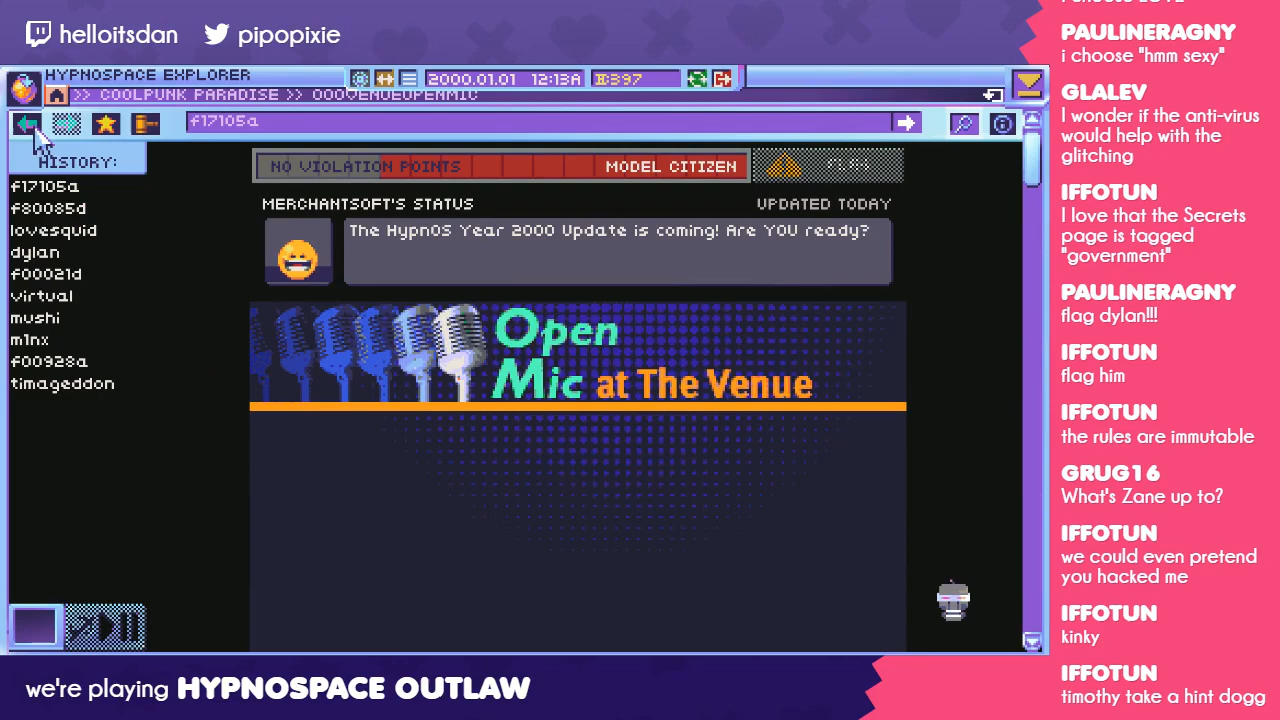 helloitsdan pipopixie
HYPNOSPACE EXPLORER
2000.01.01 12:13A
397
>> COOLPUNK PARADISE >> 000VENUEOPENMIC
f17105a
HISTORY:
f17105a
f80085d
lovesquid
dylan
f00021d
virtual
mushi
m1nx
f00928a
timageddon
NO VIOLATION POINTS MODEL CITIZEN
MERCHANTSOFT'S STATUS UPDATED TODAY
The HypnOS Year 2000 Update is coming! Are YOU ready?
Open
Mic at The Venue
we're playing HYPNOSPACE OUTLAW
PAULINERAGNY
i choose "hmm sexy"
GLALEV
I wonder if the anti-virus
would help with the
glitching
IFFOTUN
I love that the Secrets
page is tagged
"government"
PAULINERAGNY
flag dylan!!!
IFFOTUN
flag him
IFFOTUN
the rules are immutable
GRUG16
What's Zane up to?
IFFOTUN
we could even pretend
you hacked me
IFFOTUN
kinky
IFFOTUN
timothy take a hint dogg